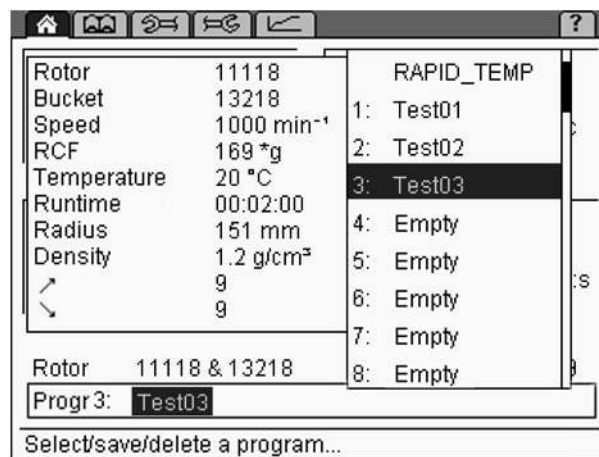 ?
Rotor 11118
Bucket 13218
Speed 1000 min⁻¹
RCF 169 *g
Temperature 20 °C
Runtime 00:02:00
Radius 151 mm
Density 1.2 g/cm³
↗ 9
↘ 9
RAPID_TEMP
1: Test01
2: Test02
3: Test03
4: Empty
5: Empty
6: Empty
7: Empty
8: Empty
:s
Rotor 11118 & 13218
Progr 3: Test03
Select/save/delete a program...